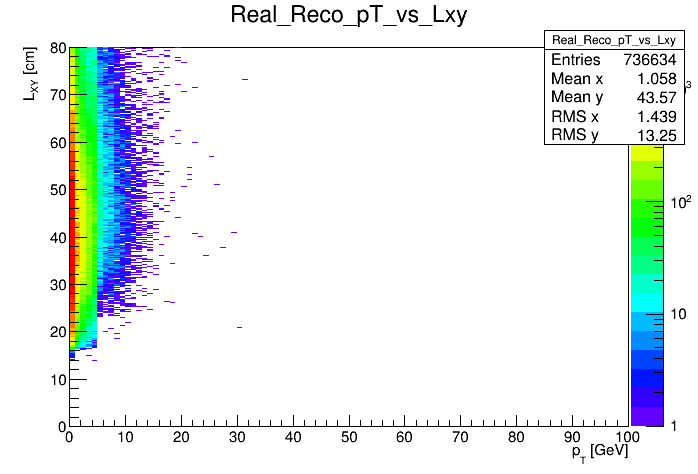 Real_Reco_pT_vs_Lxy
Real_Reco_pT_vs_Lxy
Entries 736634
Mean x 1.058
Mean y 43.57
RMS x 1.439
RMS y 13.25
L_XY [cm]
80
70
60
50
40
30
20
10
0
0 10 20 30 40 50 60 70 80 90 100
p_T [GeV]
3
10²
10
1